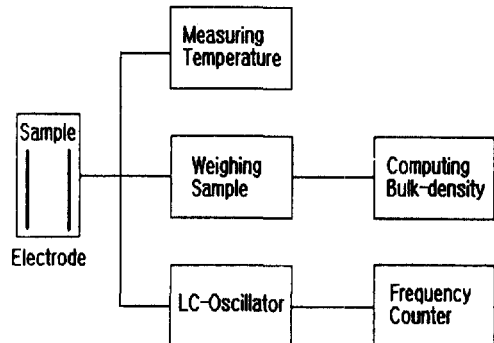 Measuring
Temperature
Sample
Weighing
Sample
Computing
Bulk-density
Electrode
LC-Oscillator
Frequency
Counter